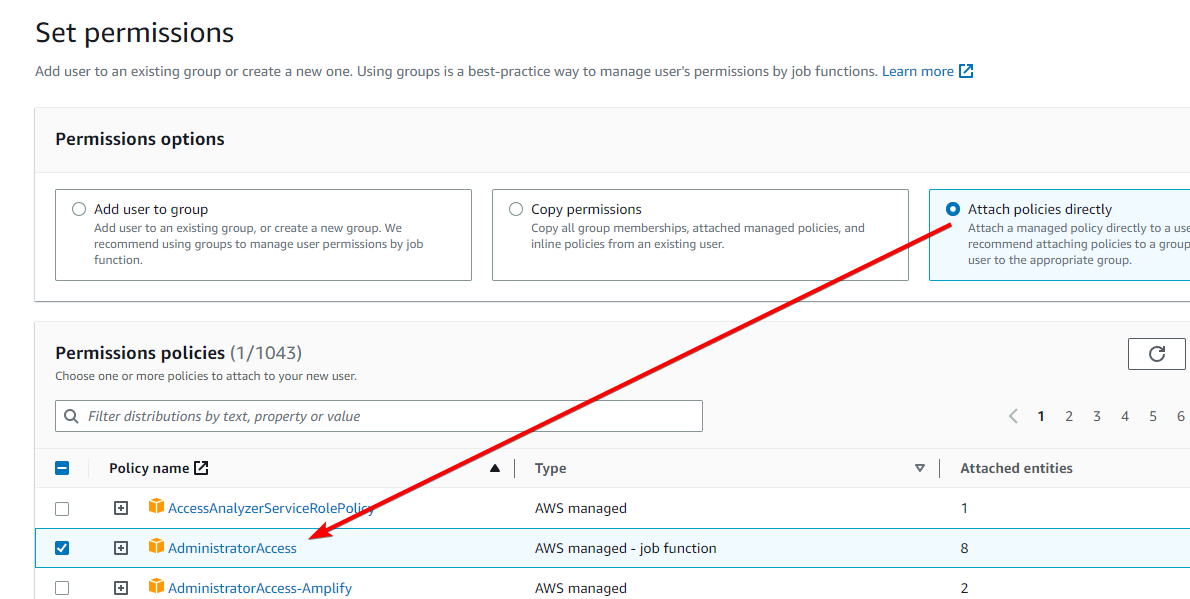 Set permissions
Add user to an existing group or create a new one. Using groups is a best-practice way to manage user's permissions by job functions. Learn more
Permissions options
Add user to group
Add user to an existing group, or create a new group. We
recommend using groups to manage user permissions by job
function.
Copy permissions
Copy all group memberships, attached managed policies, and
inline policies from an existing user.
Attach policies directly
Attach a managed policy directly to a use
recommend attaching policies to a group
user to the appropriate group.
Permissions policies (1/1043)
Choose one or more policies to attach to your new user.
Filter distributions by text, property or value
1 2 3 4 5 6
Policy name Type Attached entities
AccessAnalyzerServiceRolePolicy AWS managed 1
AdministratorAccess AWS managed - job function 8
AdministratorAccess-Amplify AWS managed 2